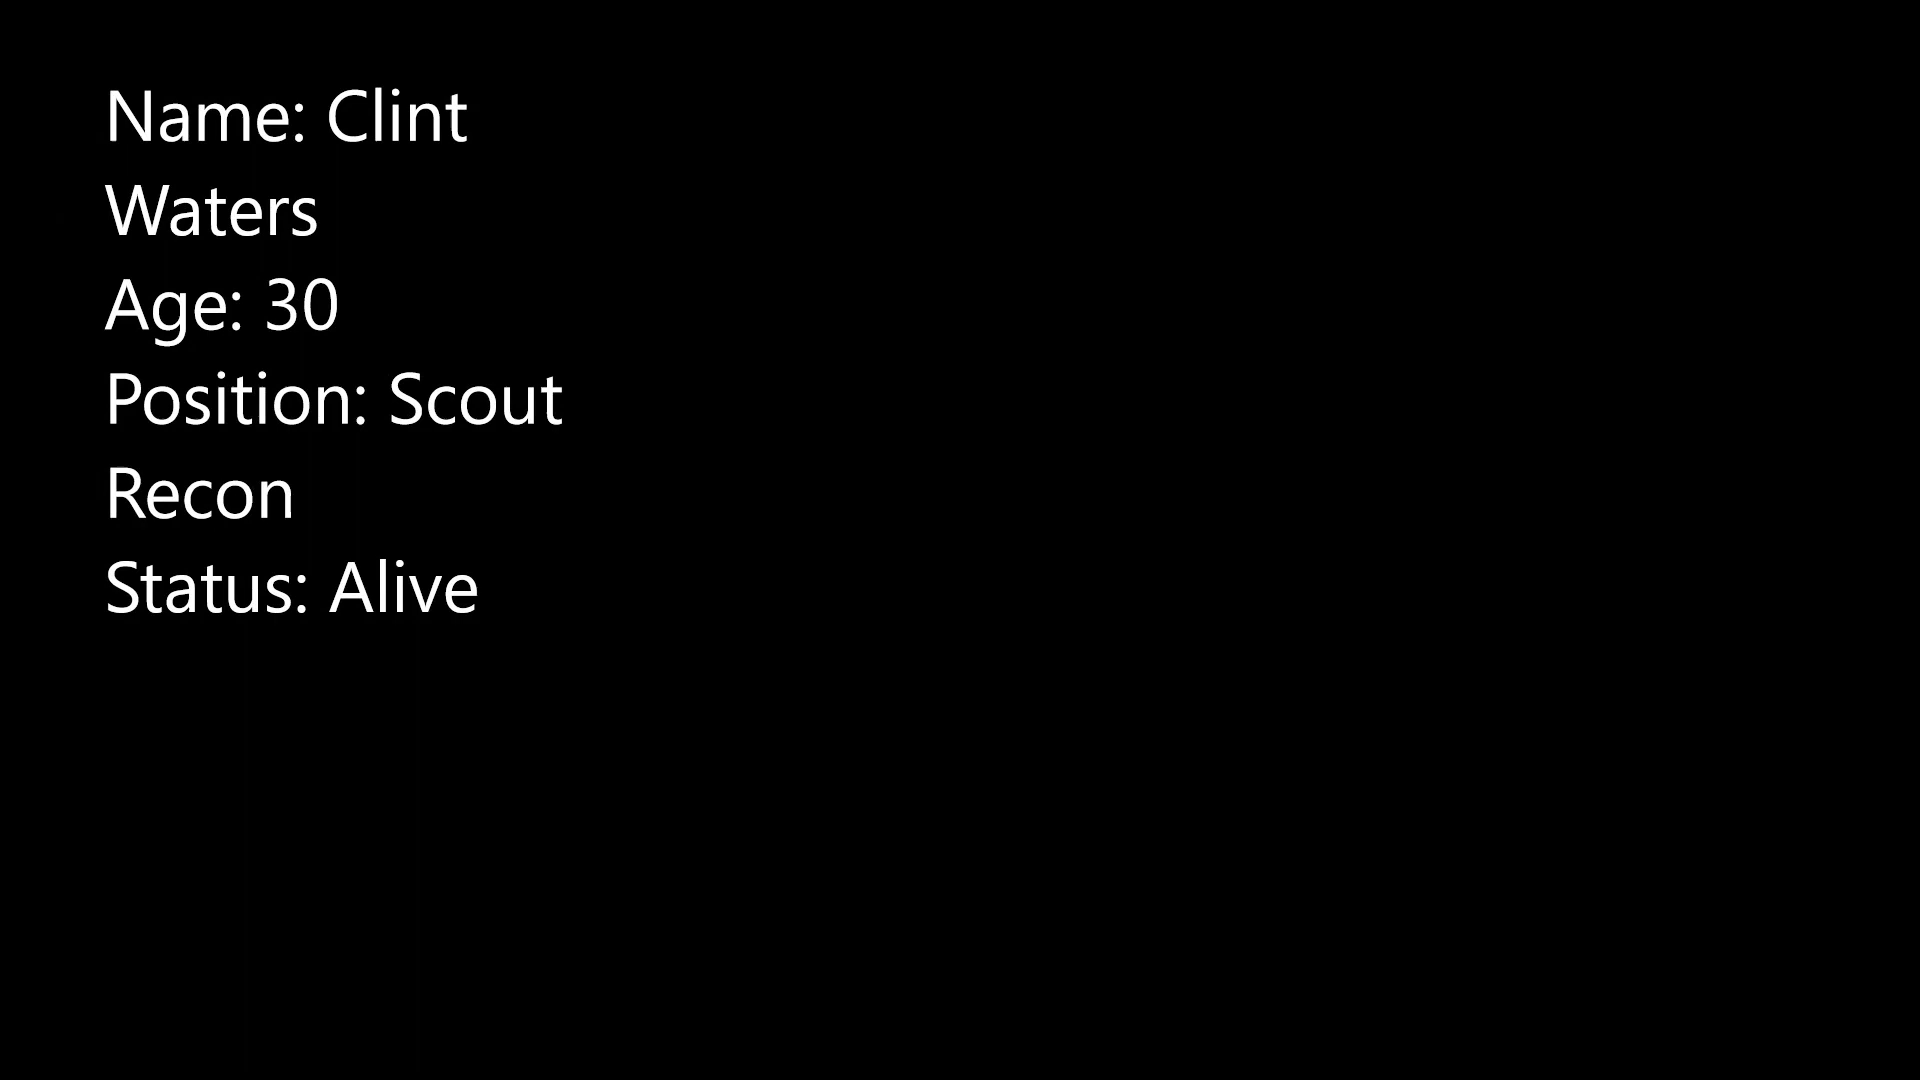 Name: Clint
Waters
Age: 30
Position: Scout
Recon
Status: Alive